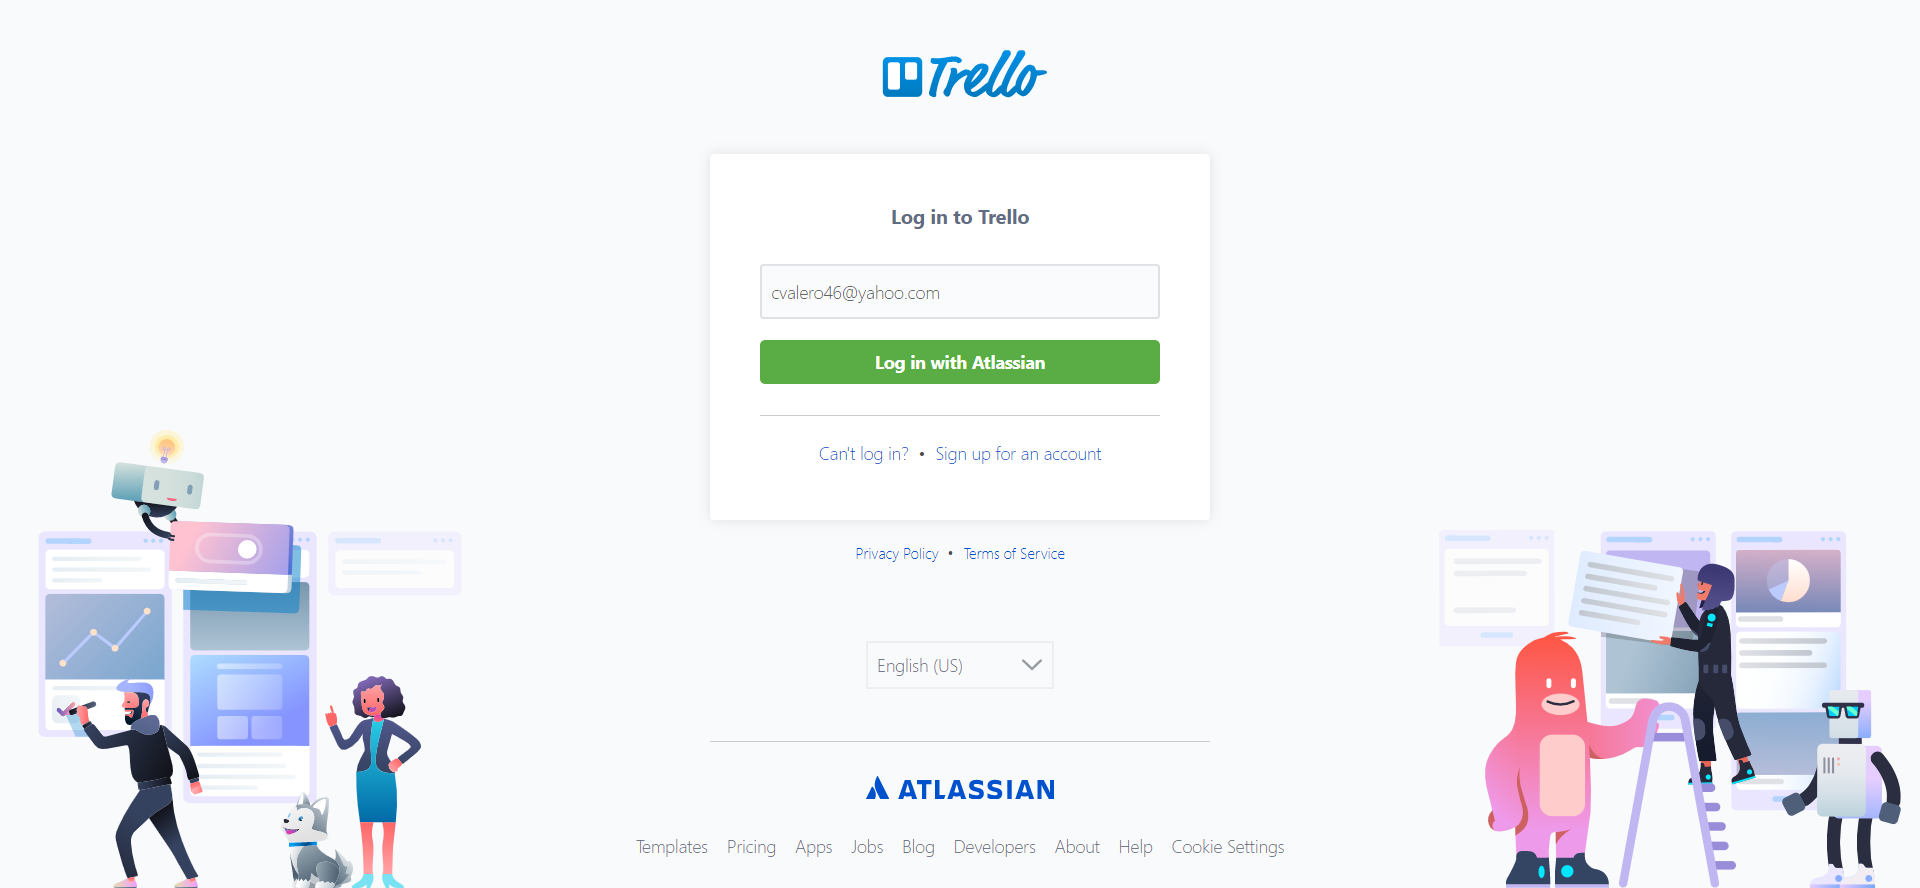 Trello
Log in to Trello
cvalero46@yahoo.com
Log in with Atlassian
Can't log in? • Sign up for an account
Privacy Policy • Terms of Service
English (US)
ATLASSIAN
Templates Pricing Apps Jobs Blog Developers About Help Cookie Settings